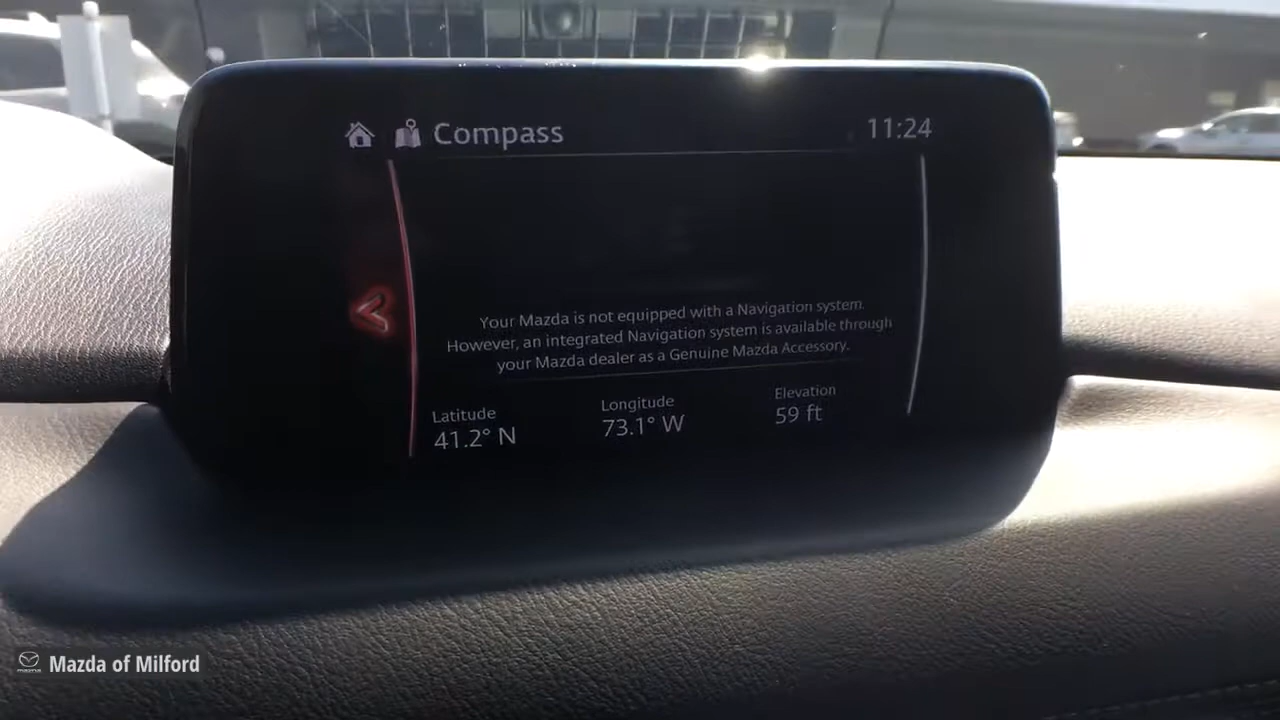 Compass
11:24
Your Mazda is not equipped with a Navigation system.
However, an integrated Navigation system is available through
your Mazda dealer as a Genuine Mazda Accessory.
Latitude
41.2° N
Longitude
73.1° W
Elevation
59 ft
Mazda of Milford